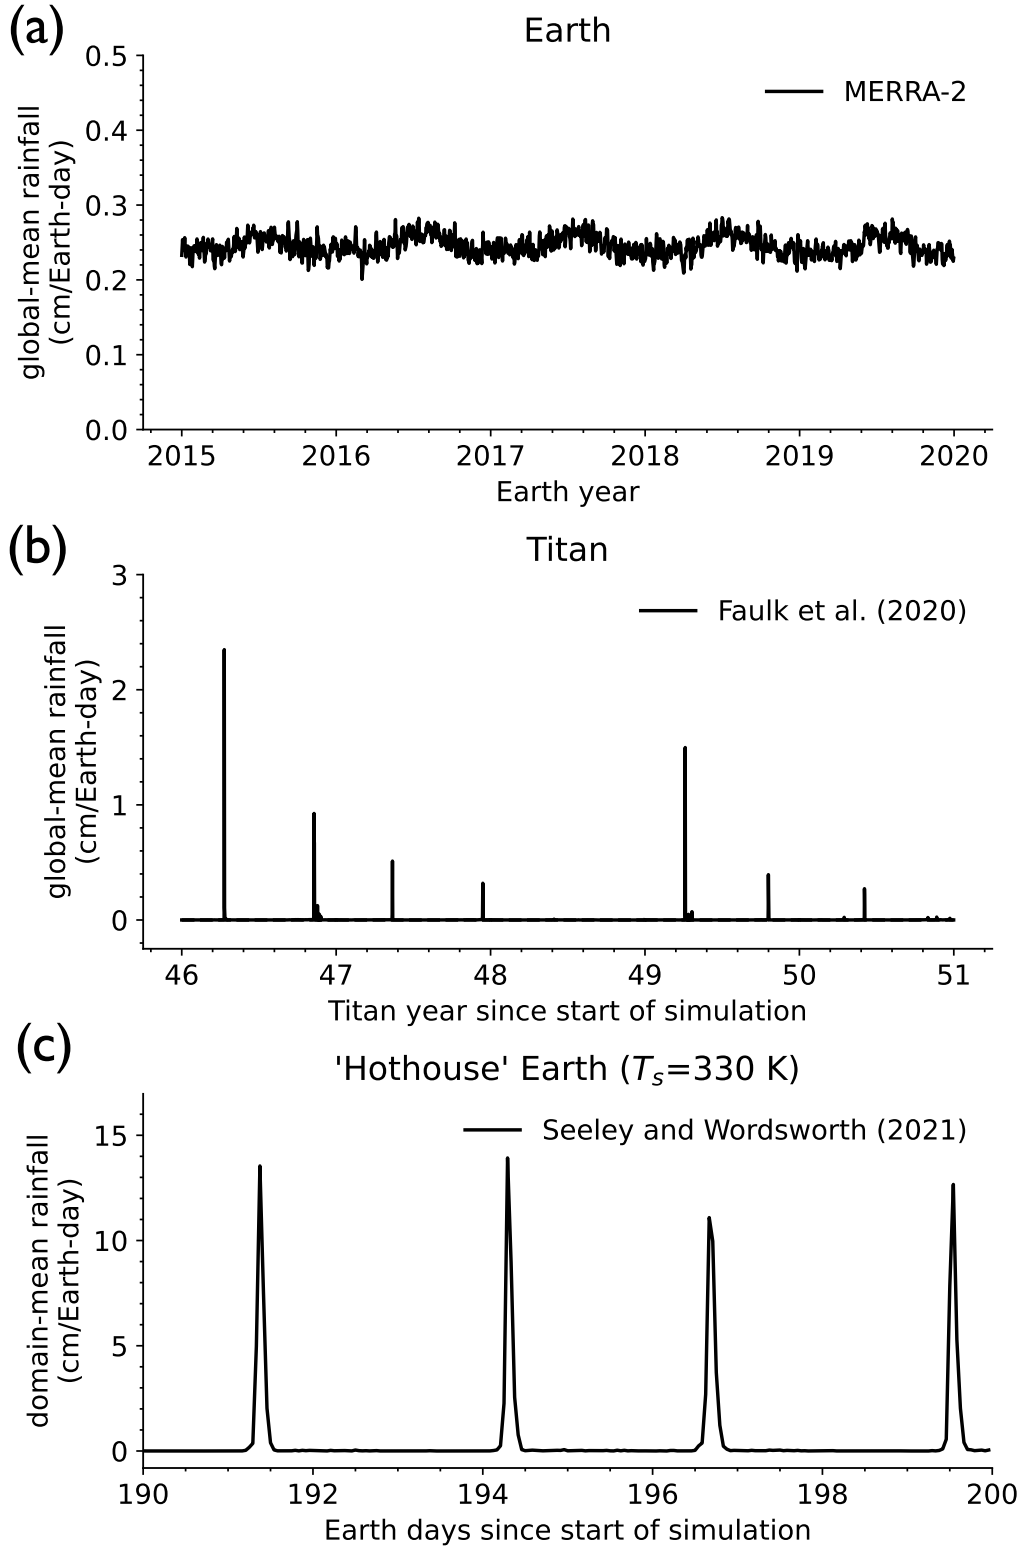 (a)
Earth
MERRA-2
global-mean rainfall
(cm/Earth-day)
0.5
0.4
0.3
0.2
0.1
0.0
2015 2016 2017 2018 2019 2020
Earth year
(b)
Titan
Faulk et al. (2020)
global-mean rainfall
(cm/Earth-day)
3
2
1
0
46 47 48 49 50 51
Titan year since start of simulation
(c)
'Hothouse' Earth (Tₛ=330 K)
Seeley and Wordsworth (2021)
domain-mean rainfall
(cm/Earth-day)
15
10
5
0
190 192 194 196 198 200
Earth days since start of simulation